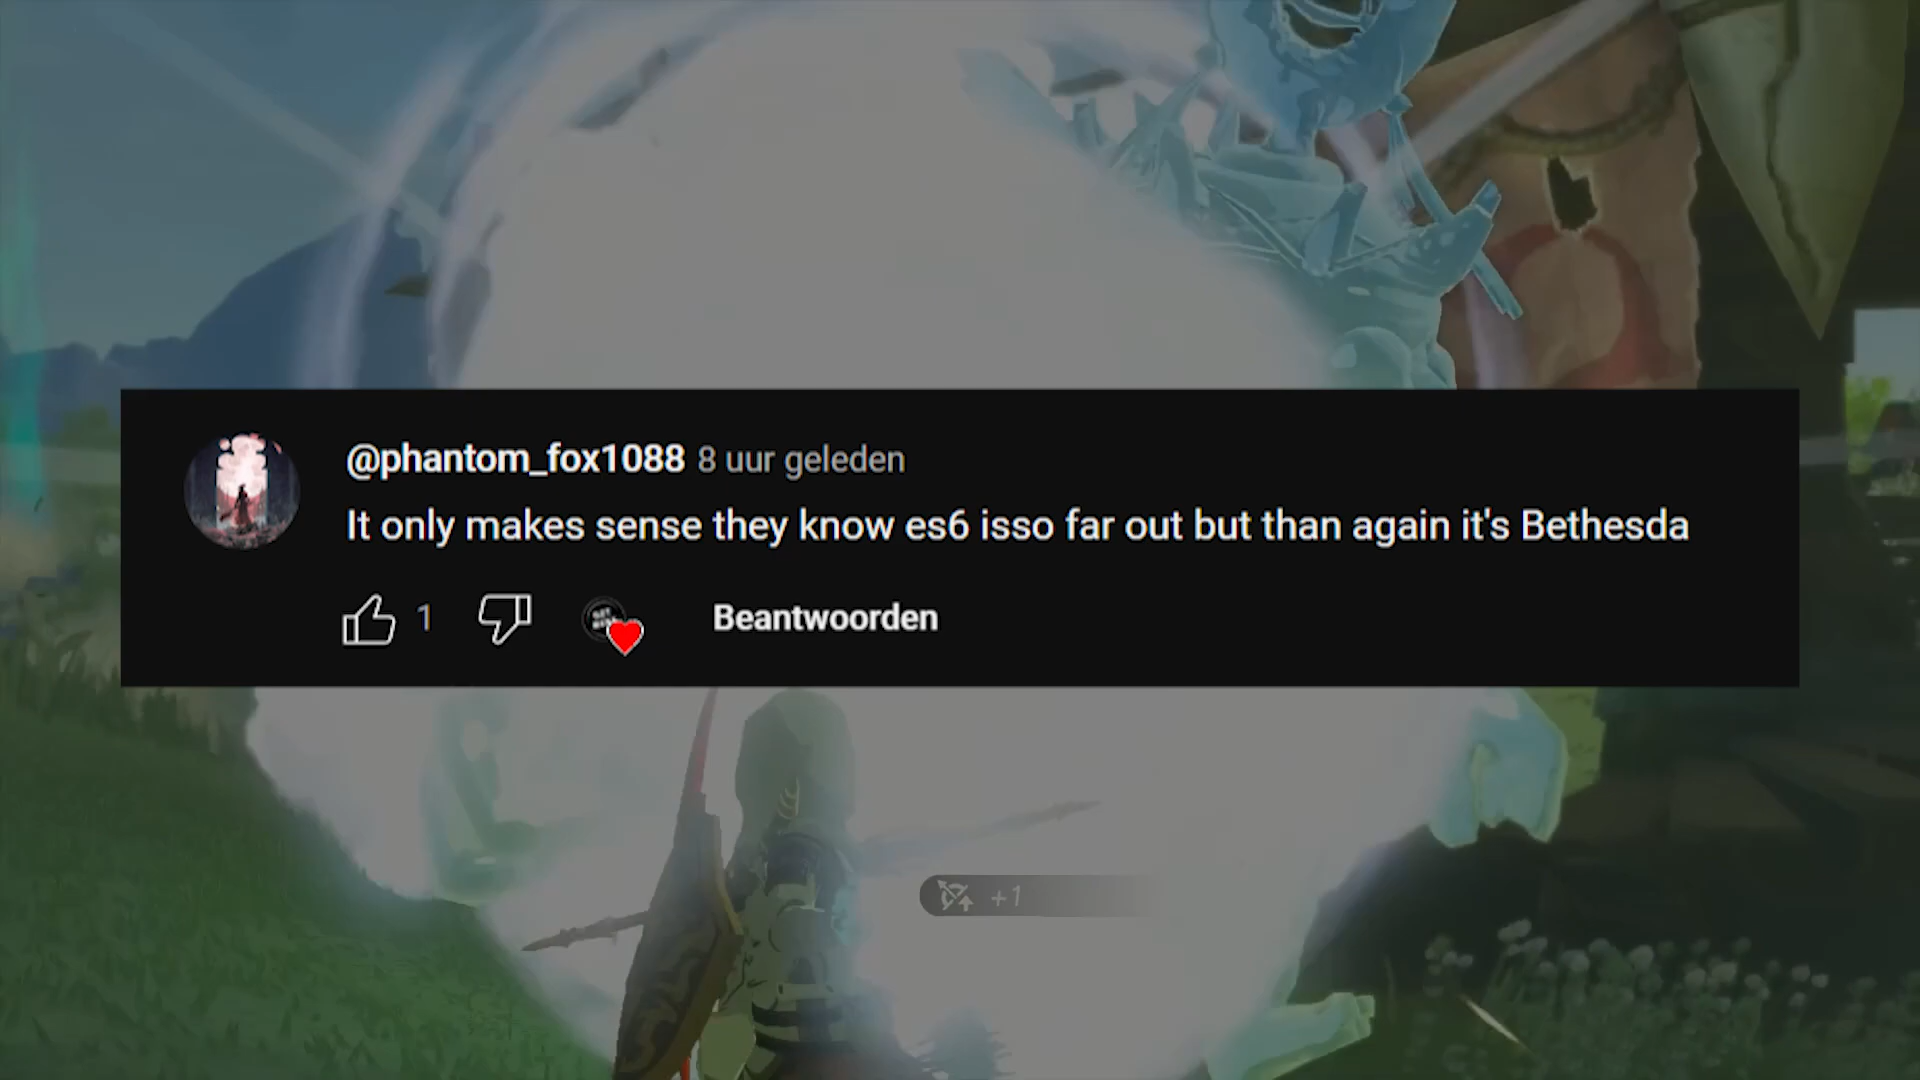 @phantom_fox1088 8 uur geleden
It only makes sense they know es6 isso far out but than again it's Bethesda
1
Beantwoorden
+1